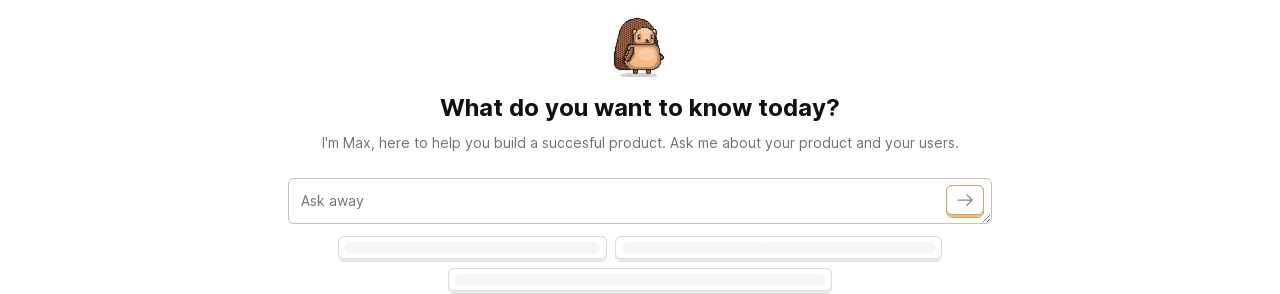 What do you want to know today?
I'm Max, here to help you build a succesful product. Ask me about your product and your users.
Ask away